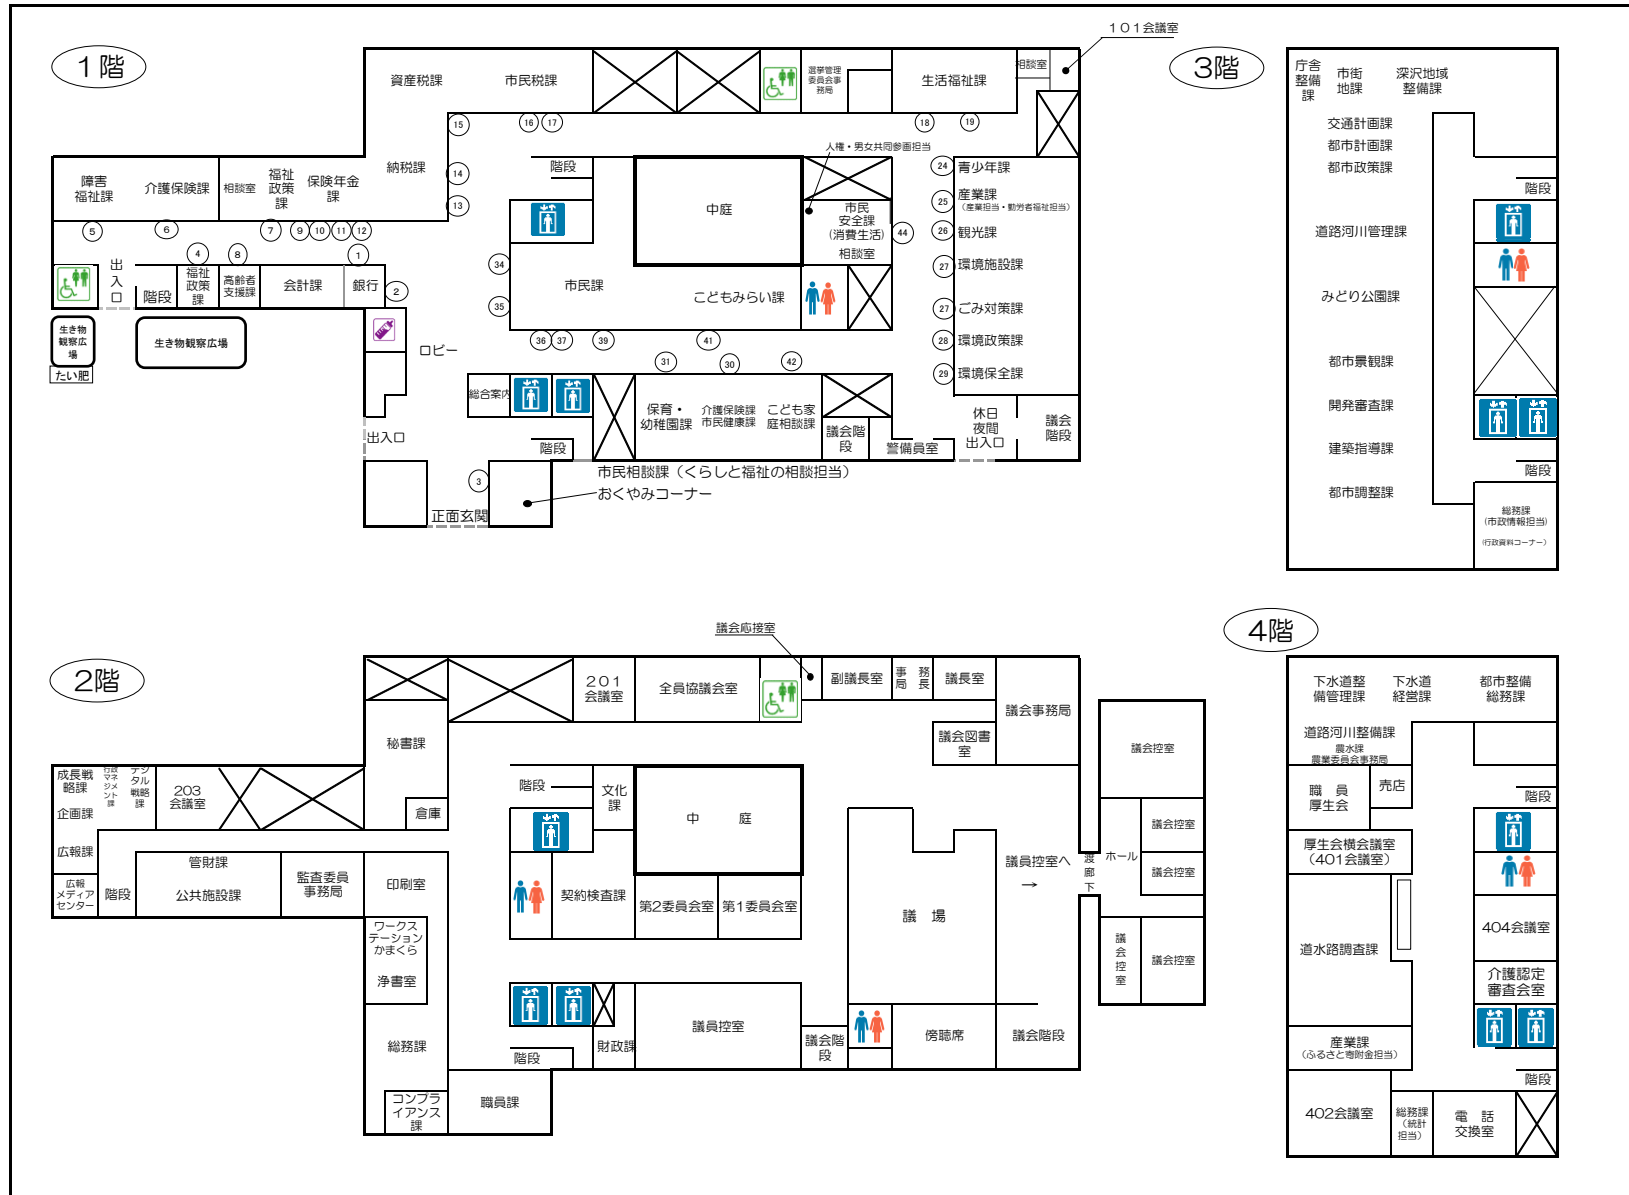 1階
101会議室
資産税課
市民税課
選挙管理
委員会事
務局
生活福祉課
相談室
15
16
17
18
19
納税課
14
13
障害
福祉課
介護保険課
相談室
福祉
政策
課
保険年金
課
5
6
7
9
10
11
12
4
8
1
2
出
入
口
階段
福祉
政策
課
高齢者
支援課
会計課
銀行
生き物
観察広
場
たい肥
生き物観察広場
ロビー
出入口
正面玄関
3
総合案内
階段
市民相談課(くらしと福祉の相談担当)
おくやみコーナー
階段
中庭
人権・男女共同参画担当
市民
安全課
(消費生活)
相談室
44
34
35
市民課
こどもみらい課
36
37
39
41
31
30
42
保育・
幼稚園課
介護保険課
市民健康課
こども家
庭相談課
議会階
段
警備員室
休日
夜間
出入口
議会
階段
24
青少年課
25
産業課
(産業担当・勤労者福祉担当)
26
観光課
27
環境施設課
27
ごみ対策課
28
環境政策課
29
環境保全課
3階
庁舎
整備
課
市街
地課
深沢地域
整備課
交通計画課
都市計画課
都市政策課
階段
道路河川管理課
みどり公園課
都市景観課
開発審査課
建築指導課
階段
都市調整課
総務課
(市政情報担当)
(行政資料コーナー)
2階
議会応接室
201
会議室
全員協議会室
副議長室
事 務
局 長
議長室
議会事務局
議会図書
室
秘書課
倉庫
成長戦
略課
行政
マネ
ジメ
ント
課
デジ
タル
戦略
課
203
会議室
企画課
広報課
広報
メディア
センター
階段
管財課
公共施設課
監査委員
事務局
印刷室
ワークス
テーション
かまくら
浄書室
総務課
コンプラ
イアンス
課
職員課
階段
文化
課
中 庭
契約検査課
第2委員会室
第1委員会室
議 場
議員控室へ
→
渡
廊
下
ホール
議会控室
議会控室
議会控室
議
会
控
室
議会控室
階段
財政課
議員控室
議会階
段
傍聴席
議会階段
4階
下水道整
備管理課
下水道
経営課
都市整備
総務課
道路河川整備課
農水課
農業委員会事務局
職 員
厚生会
売店
階段
厚生会横会議室
(401会議室)
404会議室
道水路調査課
介護認定
審査会室
産業課
(ふるさと寄附金担当)
階段
402会議室
総務課
(統計
担当)
電 話
交換室